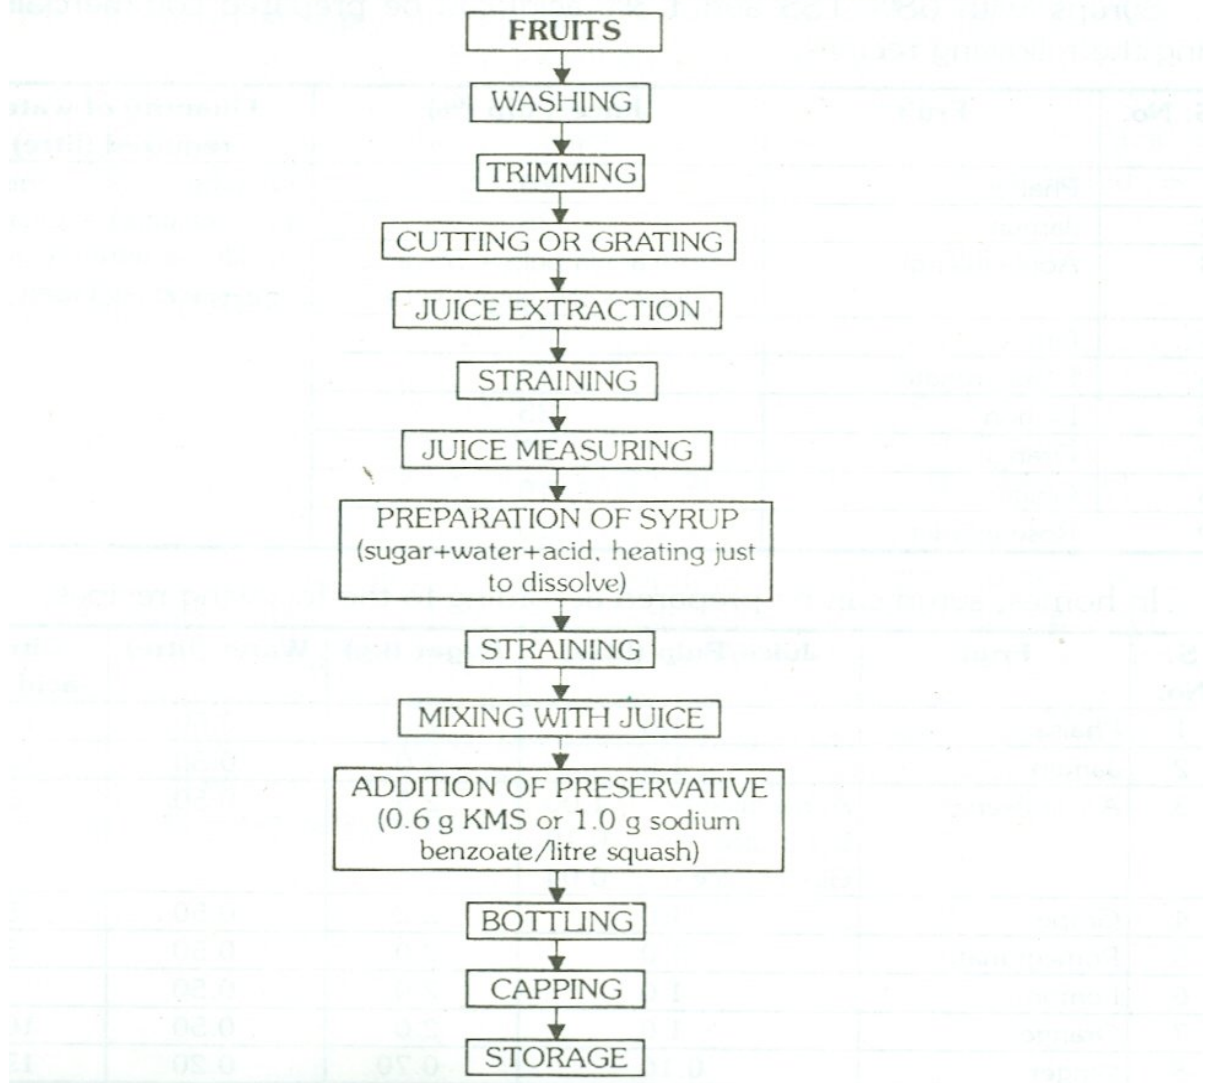 FRUITS
WASHING
TRIMMING
CUTTING OR GRATING
JUICE EXTRACTION
STRAINING
JUICE MEASURING
PREPARATION OF SYRUP
(sugar+water+acid, heating just
to dissolve)
STRAINING
MIXING WITH JUICE
ADDITION OF PRESERVATIVE
(0.6 g KMS or 1.0 g sodium
benzoate/litre squash)
BOTTLING
CAPPING
STORAGE